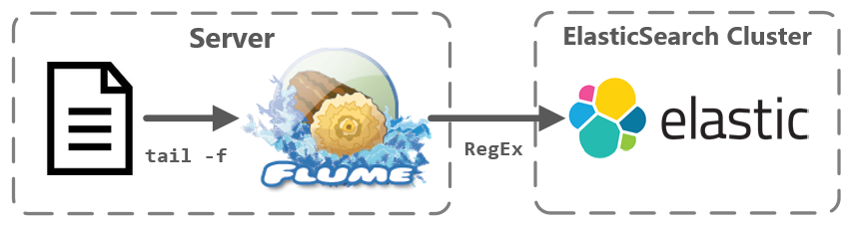 Server
ElasticSearch Cluster
tail -f
FLUME
RegEx
elastic